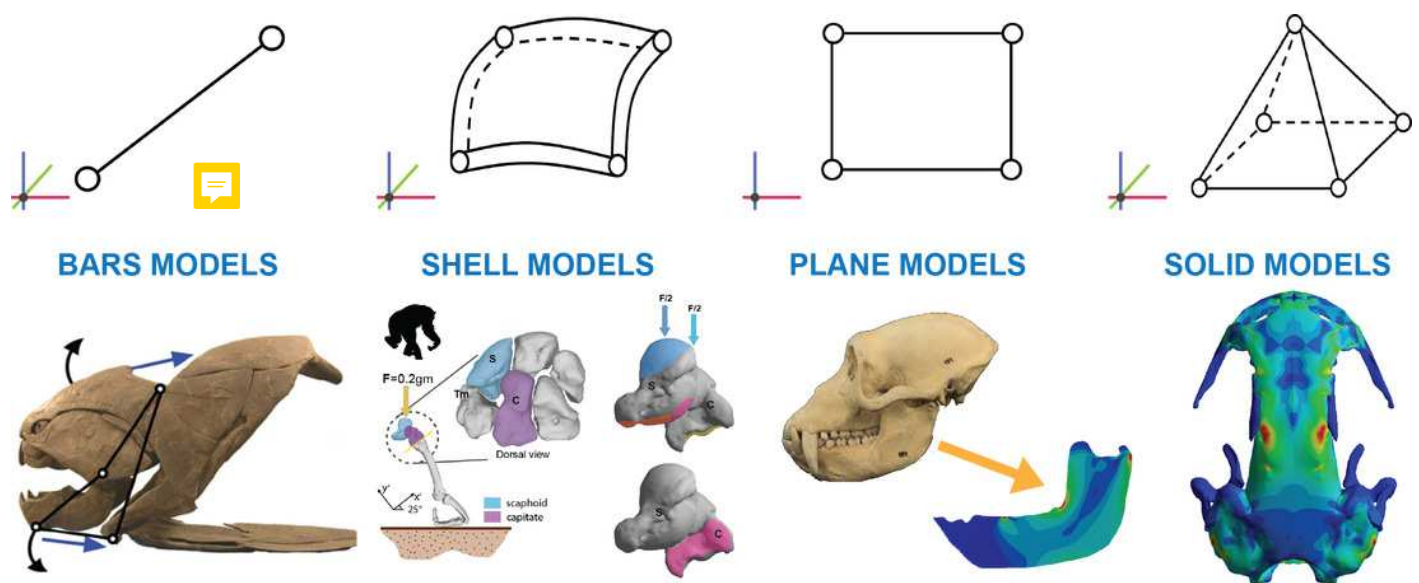 BARS MODELS
SHELL MODELS
PLANE MODELS
SOLID MODELS
F/2
F/2
S
F=0.2gm
Tm
C
S
C
Dorsal view
y'
x'
25°
scaphoid
capitate
S
C